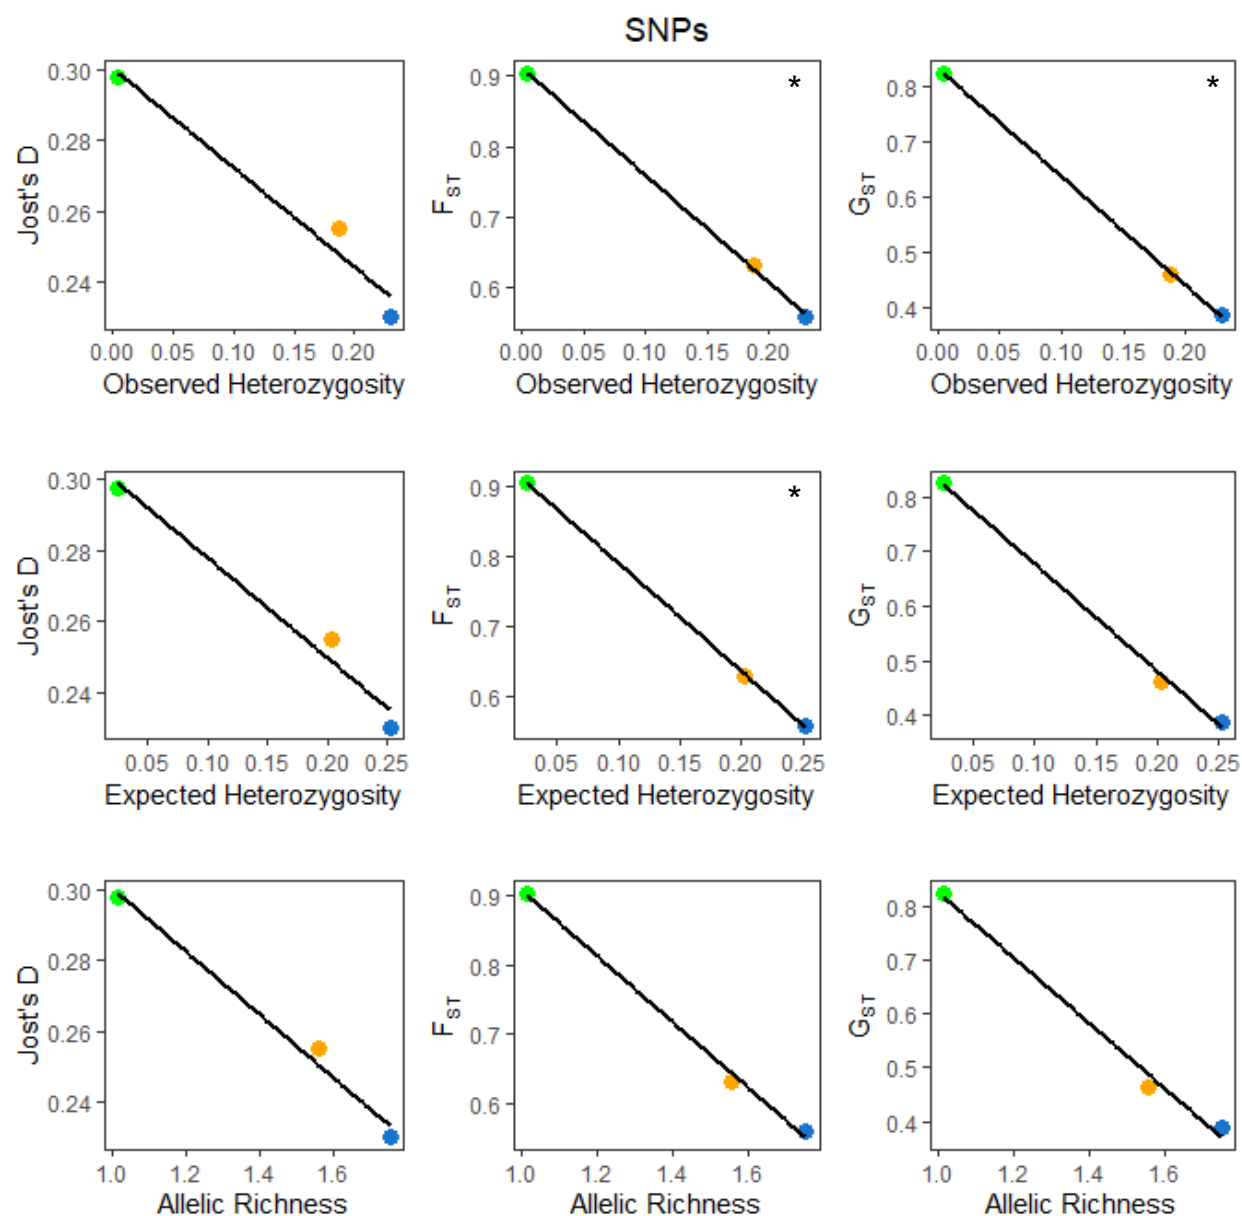 SNPs
Jost's D
0.30
0.28
0.26
0.24
0.00 0.05 0.10 0.15 0.20
Observed Heterozygosity
FST
0.9
0.8
0.7
0.6
*
0.00 0.05 0.10 0.15 0.20
Observed Heterozygosity
GST
0.8
0.7
0.6
0.5
0.4
*
0.00 0.05 0.10 0.15 0.20
Observed Heterozygosity
Jost's D
0.30
0.28
0.26
0.24
0.05 0.10 0.15 0.20 0.25
Expected Heterozygosity
FST
0.9
0.8
0.7
0.6
*
0.05 0.10 0.15 0.20 0.25
Expected Heterozygosity
GST
0.8
0.7
0.6
0.5
0.4
0.05 0.10 0.15 0.20 0.25
Expected Heterozygosity
Jost's D
0.30
0.28
0.26
0.24
1.0 1.2 1.4 1.6
Allelic Richness
FST
0.9
0.8
0.7
0.6
1.0 1.2 1.4 1.6
Allelic Richness
GST
0.8
0.7
0.6
0.5
0.4
1.0 1.2 1.4 1.6
Allelic Richness